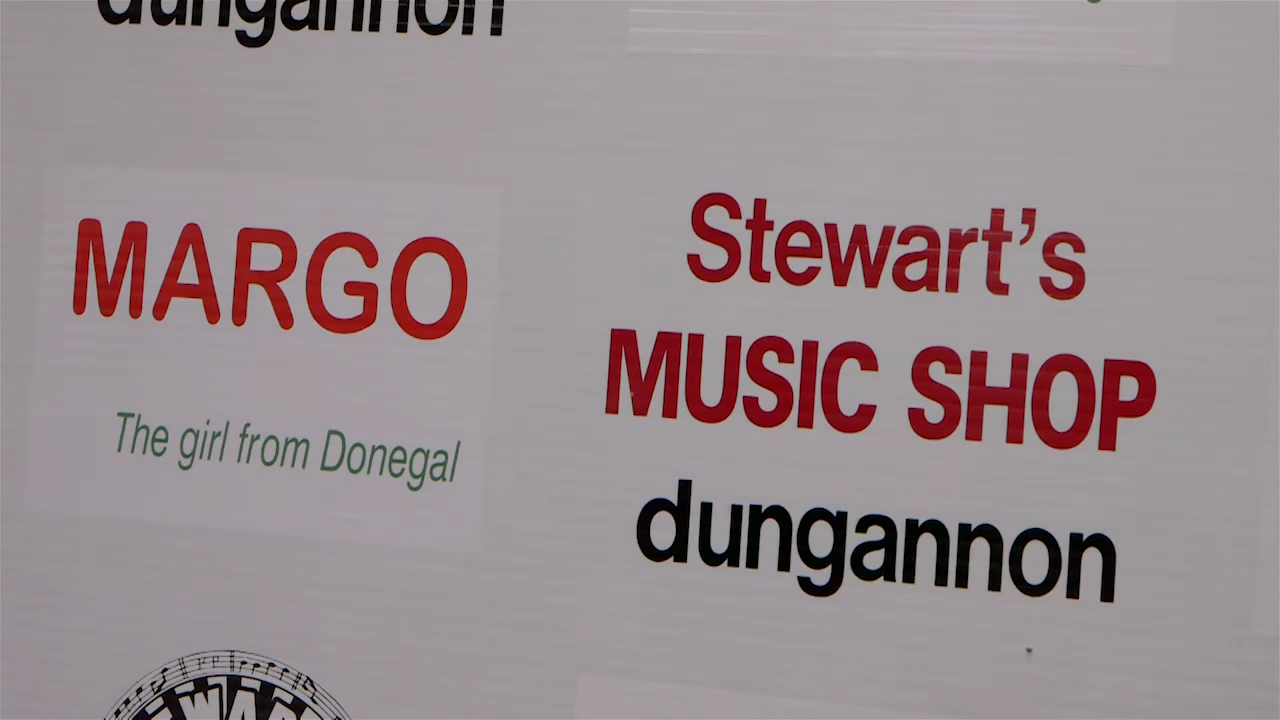 dungannon
MARGO
The girl from Donegal
Stewart's
MUSIC SHOP
dungannon